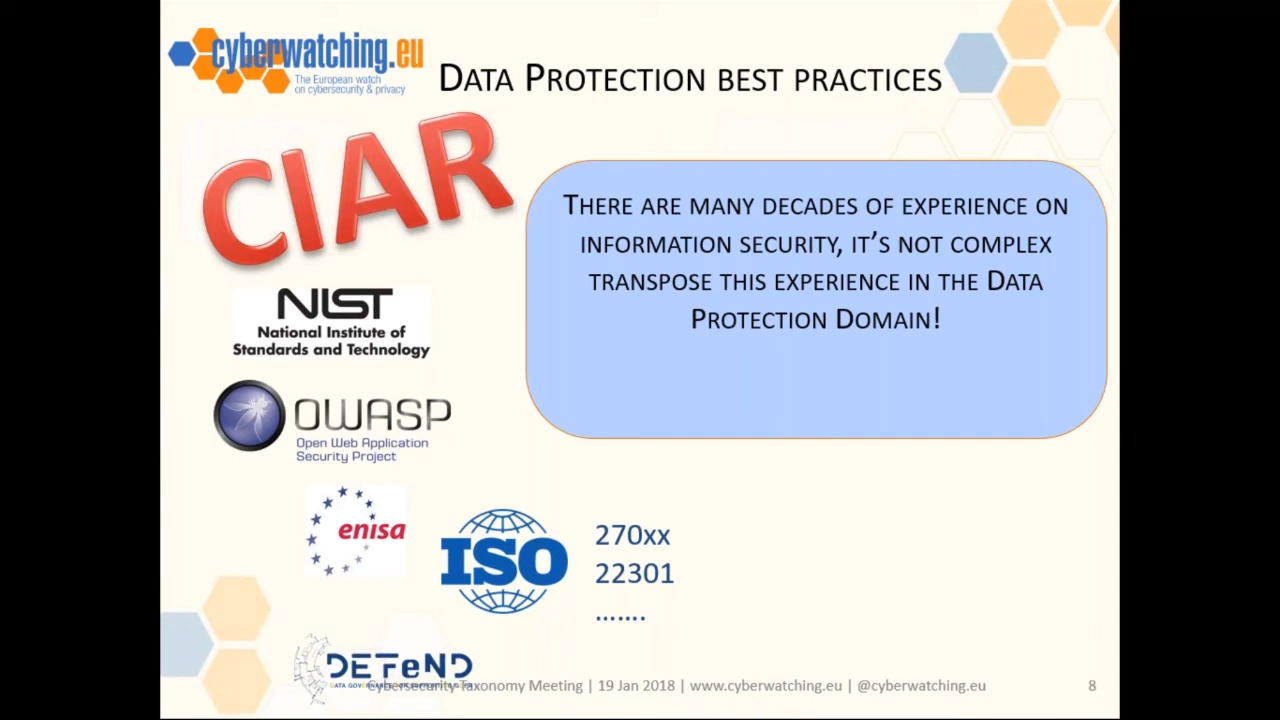 cyberwatching.eu
The European watch
on cybersecurity & privacy
DATA PROTECTION BEST PRACTICES
CIAR
THERE ARE MANY DECADES OF EXPERIENCE ON
INFORMATION SECURITY, IT'S NOT COMPLEX
TRANSPOSE THIS EXPERIENCE IN THE DATA
PROTECTION DOMAIN!
NIST
National Institute of
Standards and Technology
OWASP
Open Web Application
Security Project
enisa
ISO
270xx
22301
.......
DEFeND
Cybersecurity Taxonomy Meeting | 19 Jan 2018 | www.cyberwatching.eu | @cyberwatching.eu
8